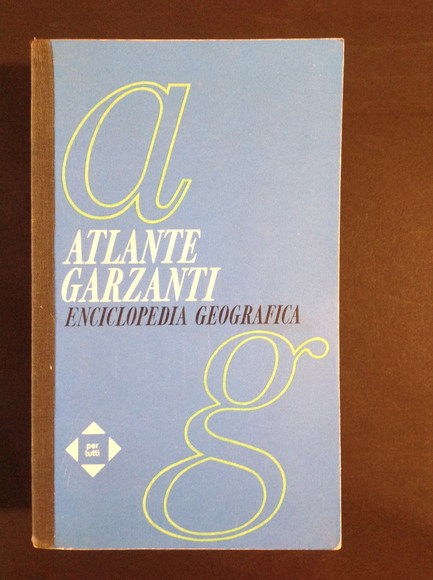 a
ATLANTE
GARZANTI
ENCICLOPEDIA GEOGRAFICA
g
per
tutti